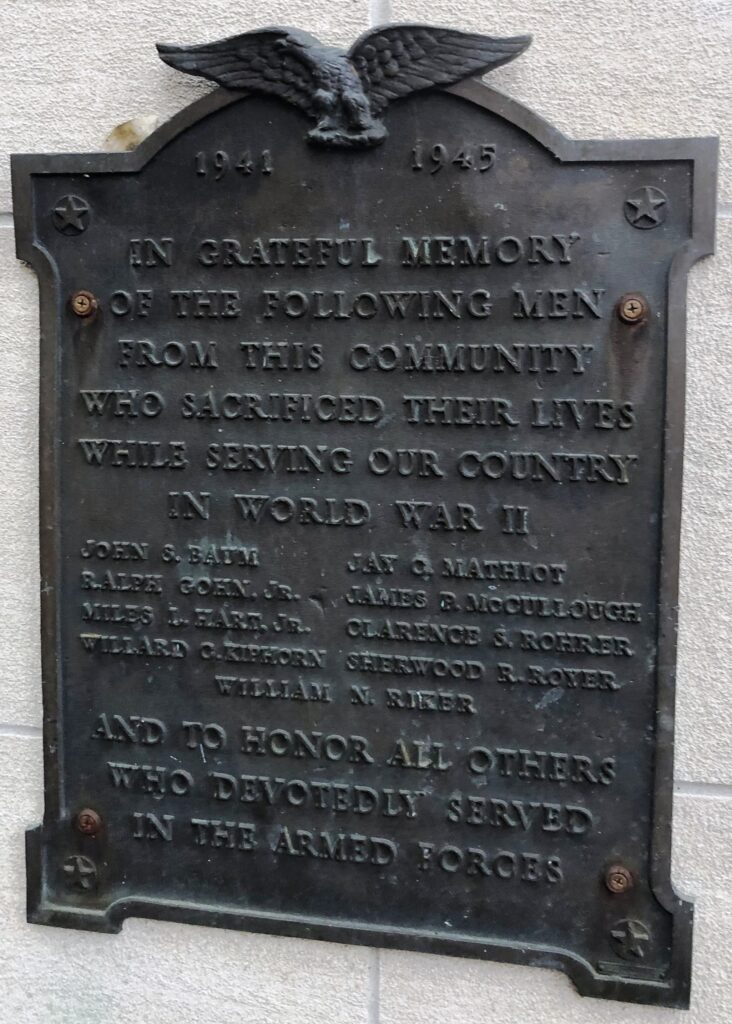 1941 1945
IN GRATEFUL MEMORY
OF THE FOLLOWING MEN
FROM THIS COMMUNITY
WHO SACRIFICED THEIR LIVES
WHILE SERVING OUR COUNTRY
IN WORLD WAR II
JOHN S. BAUM JAY C. MATHIOT
RALPH GOHN, JR. JAMES P. McCULLOUGH
MILES L. HART, JR. CLARENCE S. ROHRER
WILLARD C. KIPHORN SHERWOOD R. ROYER
WILLIAM N. RIKER
AND TO HONOR ALL OTHERS
WHO DEVOTEDLY SERVED
IN THE ARMED FORCES